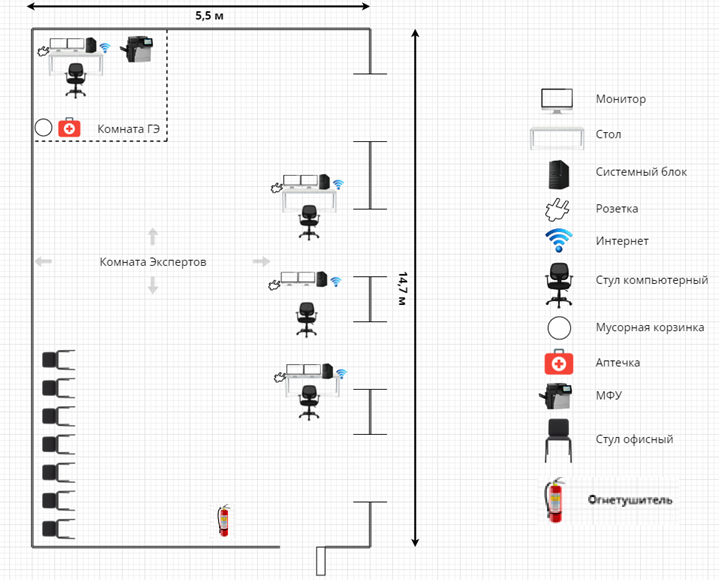 5,5 м
Комната ГЭ
Комната Экспертов
14,7 м
Монитор
Стол
Системный блок
Розетка
Интернет
Стул компьютерный
Мусорная корзинка
Аптечка
МФУ
Стул офисный
Огнетушитель